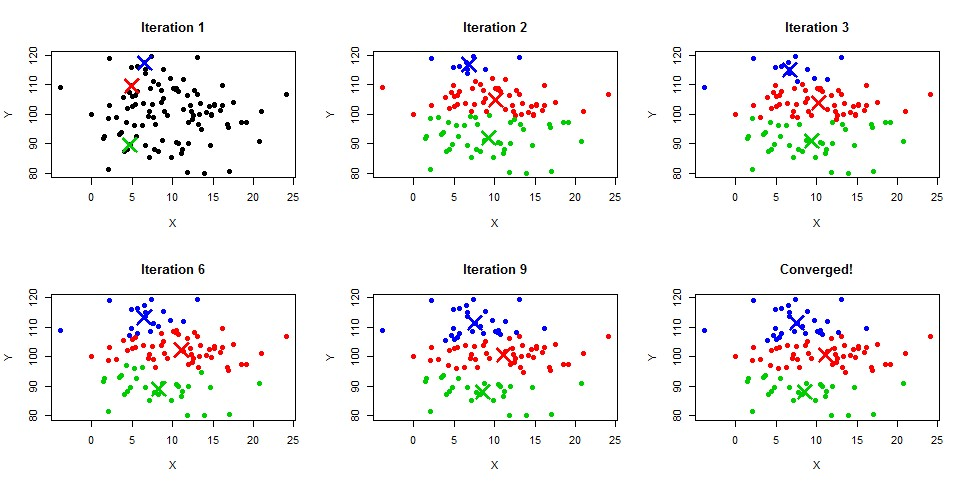 Iteration 1
Iteration 2
Iteration 3
Y
80 90 100 110 120
0 5 10 15 20 25
X
Y
80 90 100 110 120
0 5 10 15 20 25
X
Y
80 90 100 110 120
0 5 10 15 20 25
X
Iteration 6
Iteration 9
Converged!
Y
80 90 100 110 120
0 5 10 15 20 25
X
Y
80 90 100 110 120
0 5 10 15 20 25
X
Y
80 90 100 110 120
0 5 10 15 20 25
X